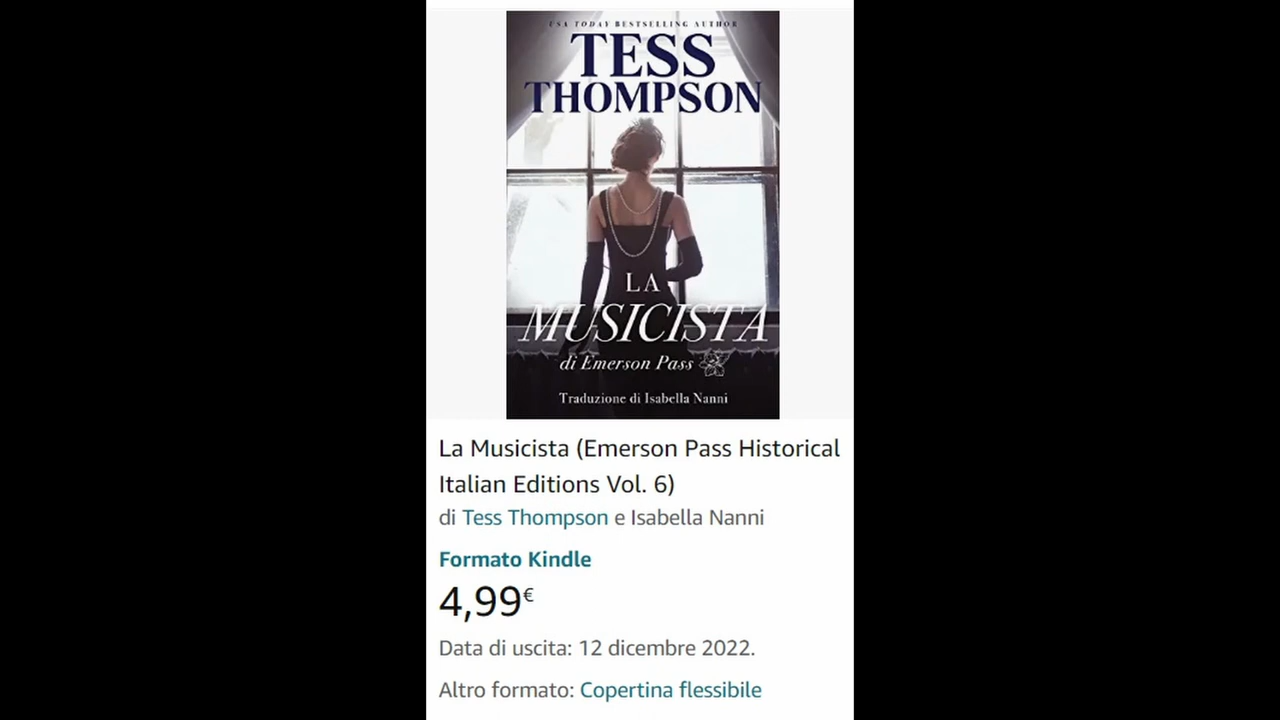 USA TODAY BESTSELLING AUTHOR
TESS
THOMPSON
LA
MUSICISTA
di Emerson Pass
Traduzione di Isabella Nanni
La Musicista (Emerson Pass Historical
Italian Editions Vol. 6)
di Tess Thompson e Isabella Nanni
Formato Kindle
4,99€
Data di uscita: 12 dicembre 2022.
Altro formato: Copertina flessibile